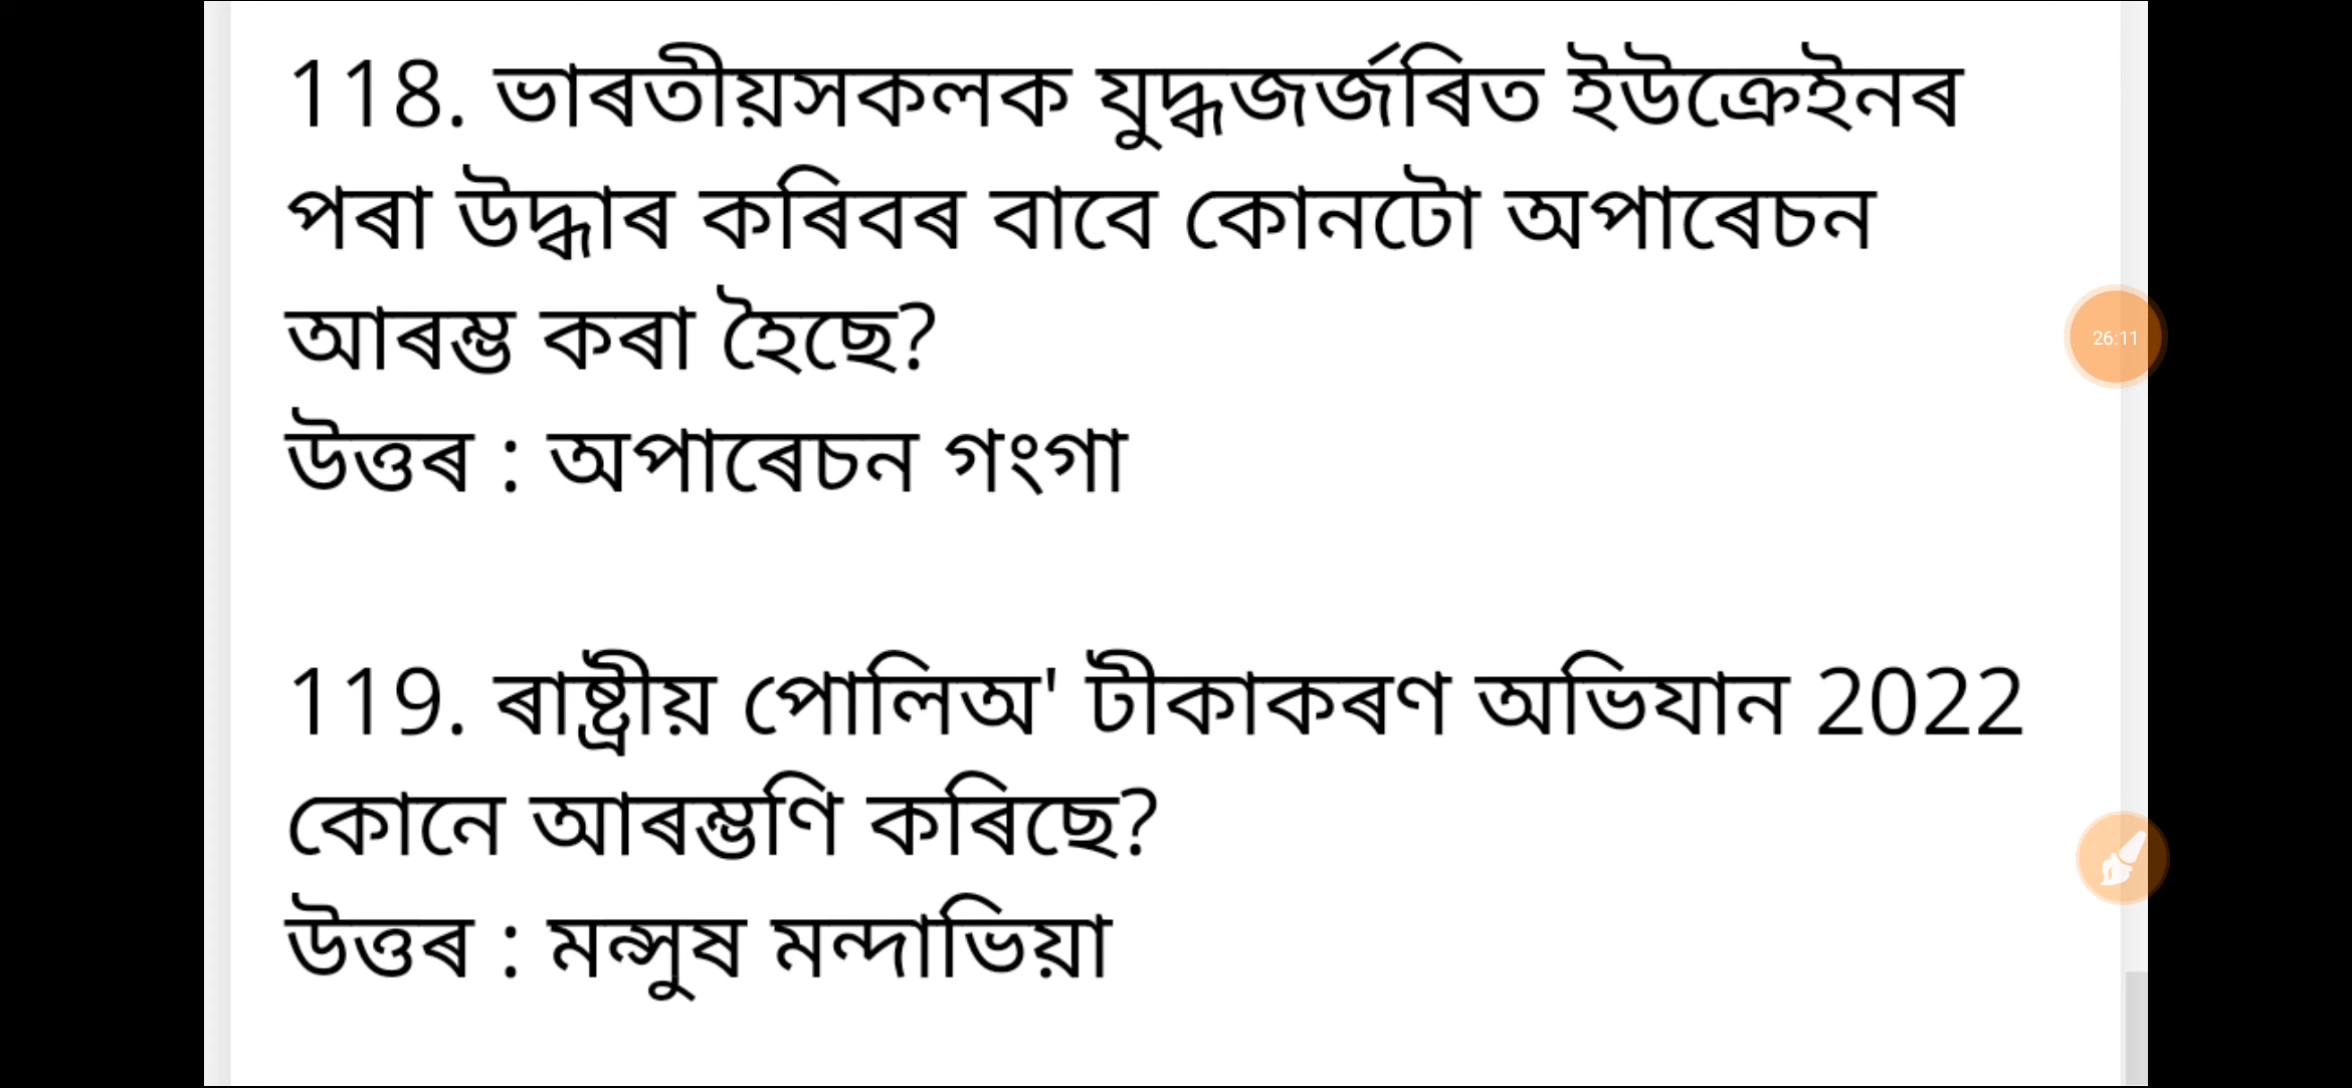 118. ভাৰতীয়সকলক যুদ্ধজৰ্জৰিত ইউক্ৰেইনৰ
পৰা উদ্ধাৰ কৰিবৰ বাবে কোনটো অপাৰেচন
আৰম্ভ কৰা হৈছে?
উত্তৰ : অপাৰেচন গংগা
119. ৰাষ্ট্ৰীয় পোলিঅ' টীকাকৰণ অভিযান 2022
কোনে আৰম্ভণি কৰিছে?
উত্তৰ : মন্সুষ মন্দাভিয়া
26:11